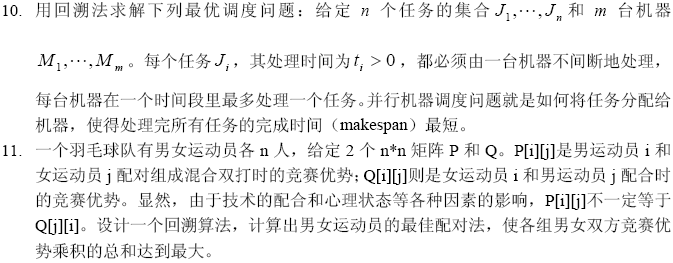 10. 用回溯法求解下列最优调度问题：给定 n 个任务的集合 J₁,⋯,Jₙ 和 m 台机器
M₁,⋯,Mₘ。每个任务 Jᵢ，其处理时间为 tᵢ > 0，都必须由一台机器不间断地处理，
每台机器在一个时间段里最多处理一个任务。并行机器调度问题就是如何将任务分配给
机器，使得处理完所有任务的完成时间（makespan）最短。
11. 一个羽毛球队有男女运动员各 n 人，给定 2 个 n*n 矩阵 P 和 Q。P[i][j]是男运动员 i 和
女运动员 j 配对组成混合双打时的竞赛优势；Q[i][j]则是女运动员 i 和男运动员 j 配合时
的竞赛优势。显然，由于技术的配合和心理状态等各种因素的影响，P[i][j]不一定等于
Q[j][i]。设计一个回溯算法，计算出男女运动员的最佳配对法，使各组男女双方竞赛优
势乘积的总和达到最大。